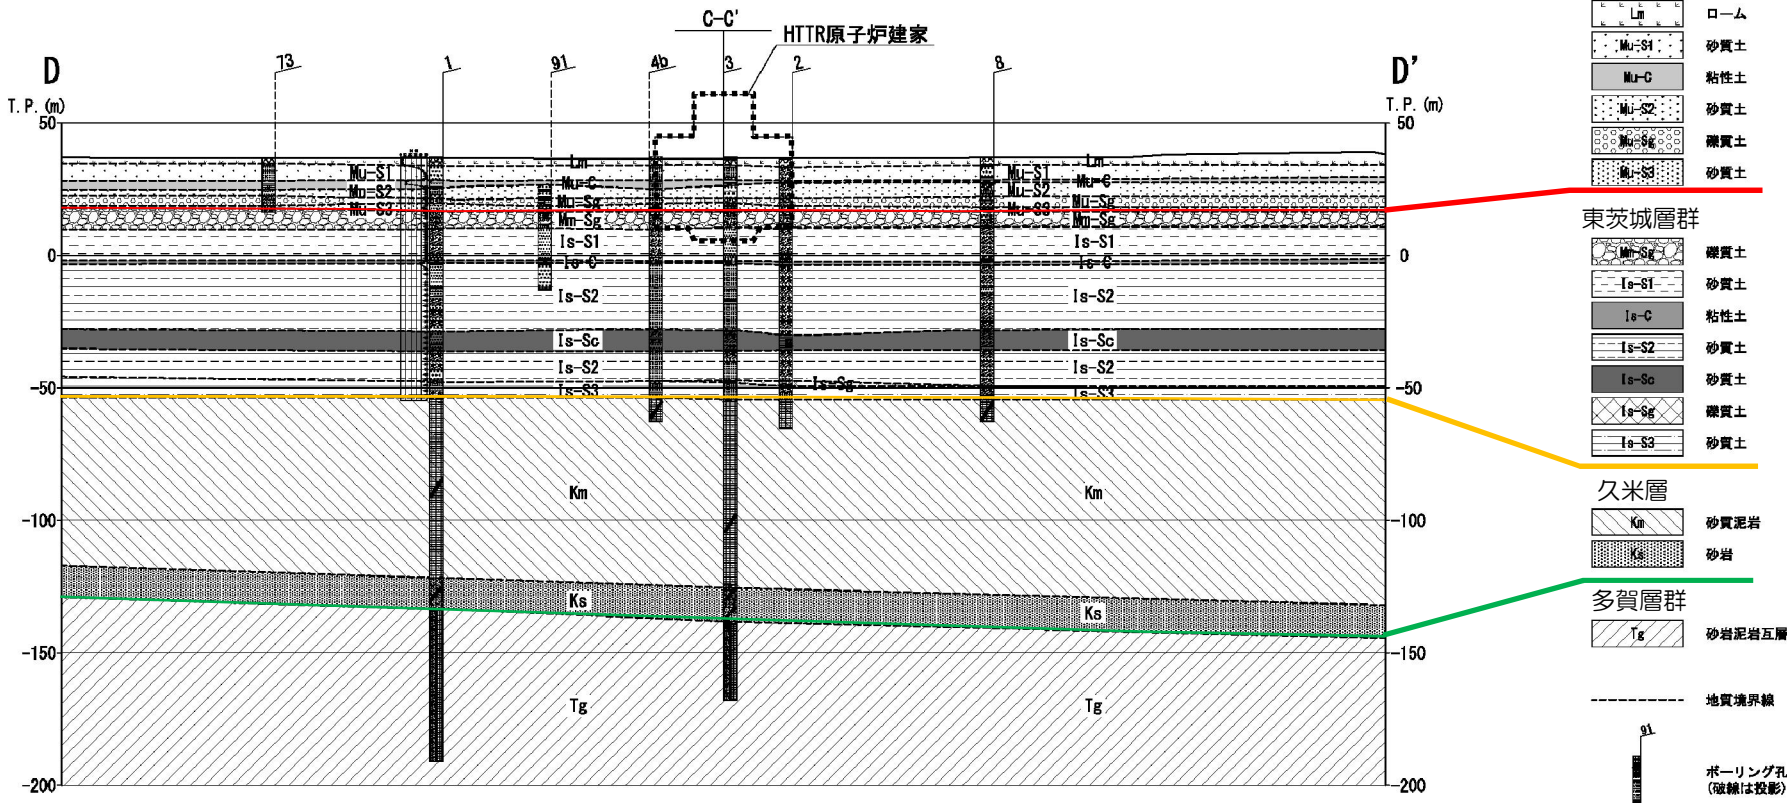 C-C'
HTTR原子炉建家
D
73
1
91
4b
3
2
8
D'
T.P.(m)
T.P.(m)
50
50
0
0
-50
-50
-100
-100
-150
-150
-200
-200
Lm
Mu-S1
Mu-C
Mu-S2
Mu-Sg
Mu-S3
Mm-Sg
Is-S1
Is-C
Is-S2
Is-Sc
Is-S2
Is-Sg
Is-S3
Km
Ks
Tg
Lm
Mu-S1
Mu-C
Mu-S2
Mu-Sg
Mu-S3
Mm-Sg
Is-S1
Is-C
Is-S2
Is-Sc
Is-S2
Is-S3
Km
Ks
Tg
Lm ローム
Mu-S1 砂質土
Mu-C 粘性土
Mu-S2 砂質土
Mu-Sg 礫質土
Mu-S3 砂質土
東茨城層群
Mm-Sg 礫質土
Is-S1 砂質土
Is-C 粘性土
Is-S2 砂質土
Is-Sc 砂質土
Is-Sg 礫質土
Is-S3 砂質土
久米層
Km 砂質泥岩
Ks 砂岩
多賀層群
Tg 砂岩泥岩互層
地質境界線
91
ボーリング孔
(破線は投影)